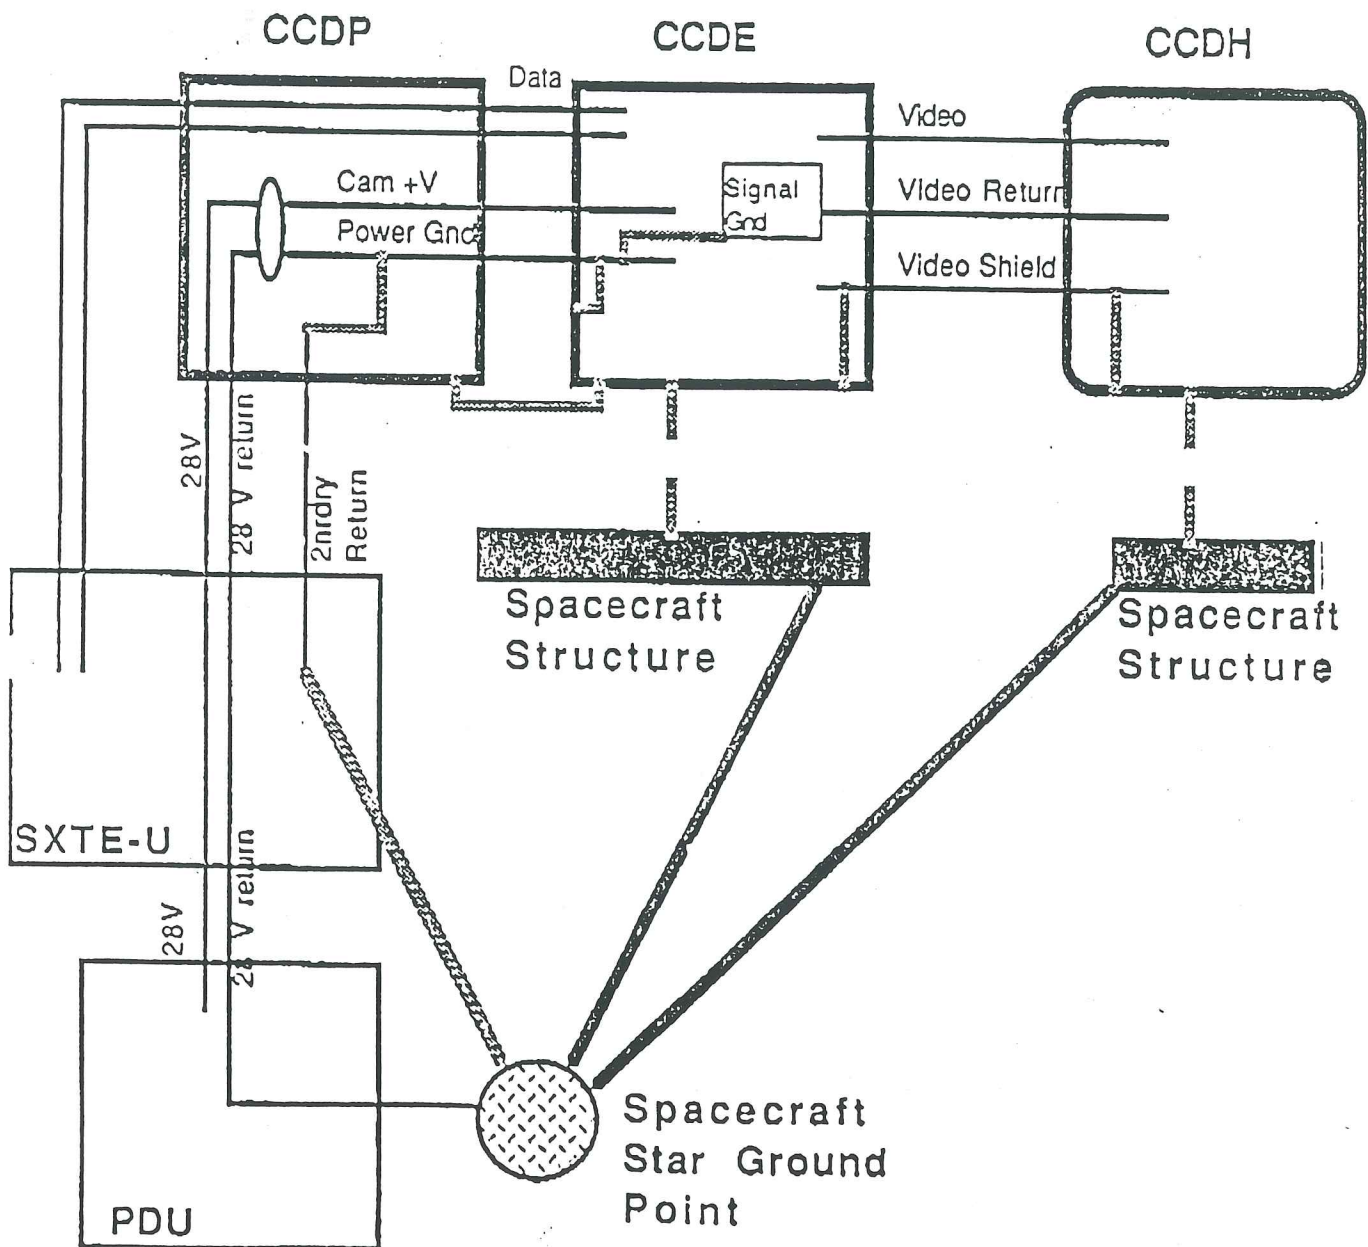 CCDP
CCDE
CCDH
Data
Video
Cam +V
Signal
Gnd
Video Return
Power Gnd
Video Shield
28V
28 V return
2nrdry
Return
Spacecraft
Structure
Spacecraft
Structure
SXTE-U
28V
28 V return
Spacecraft
Star Ground
Point
PDU